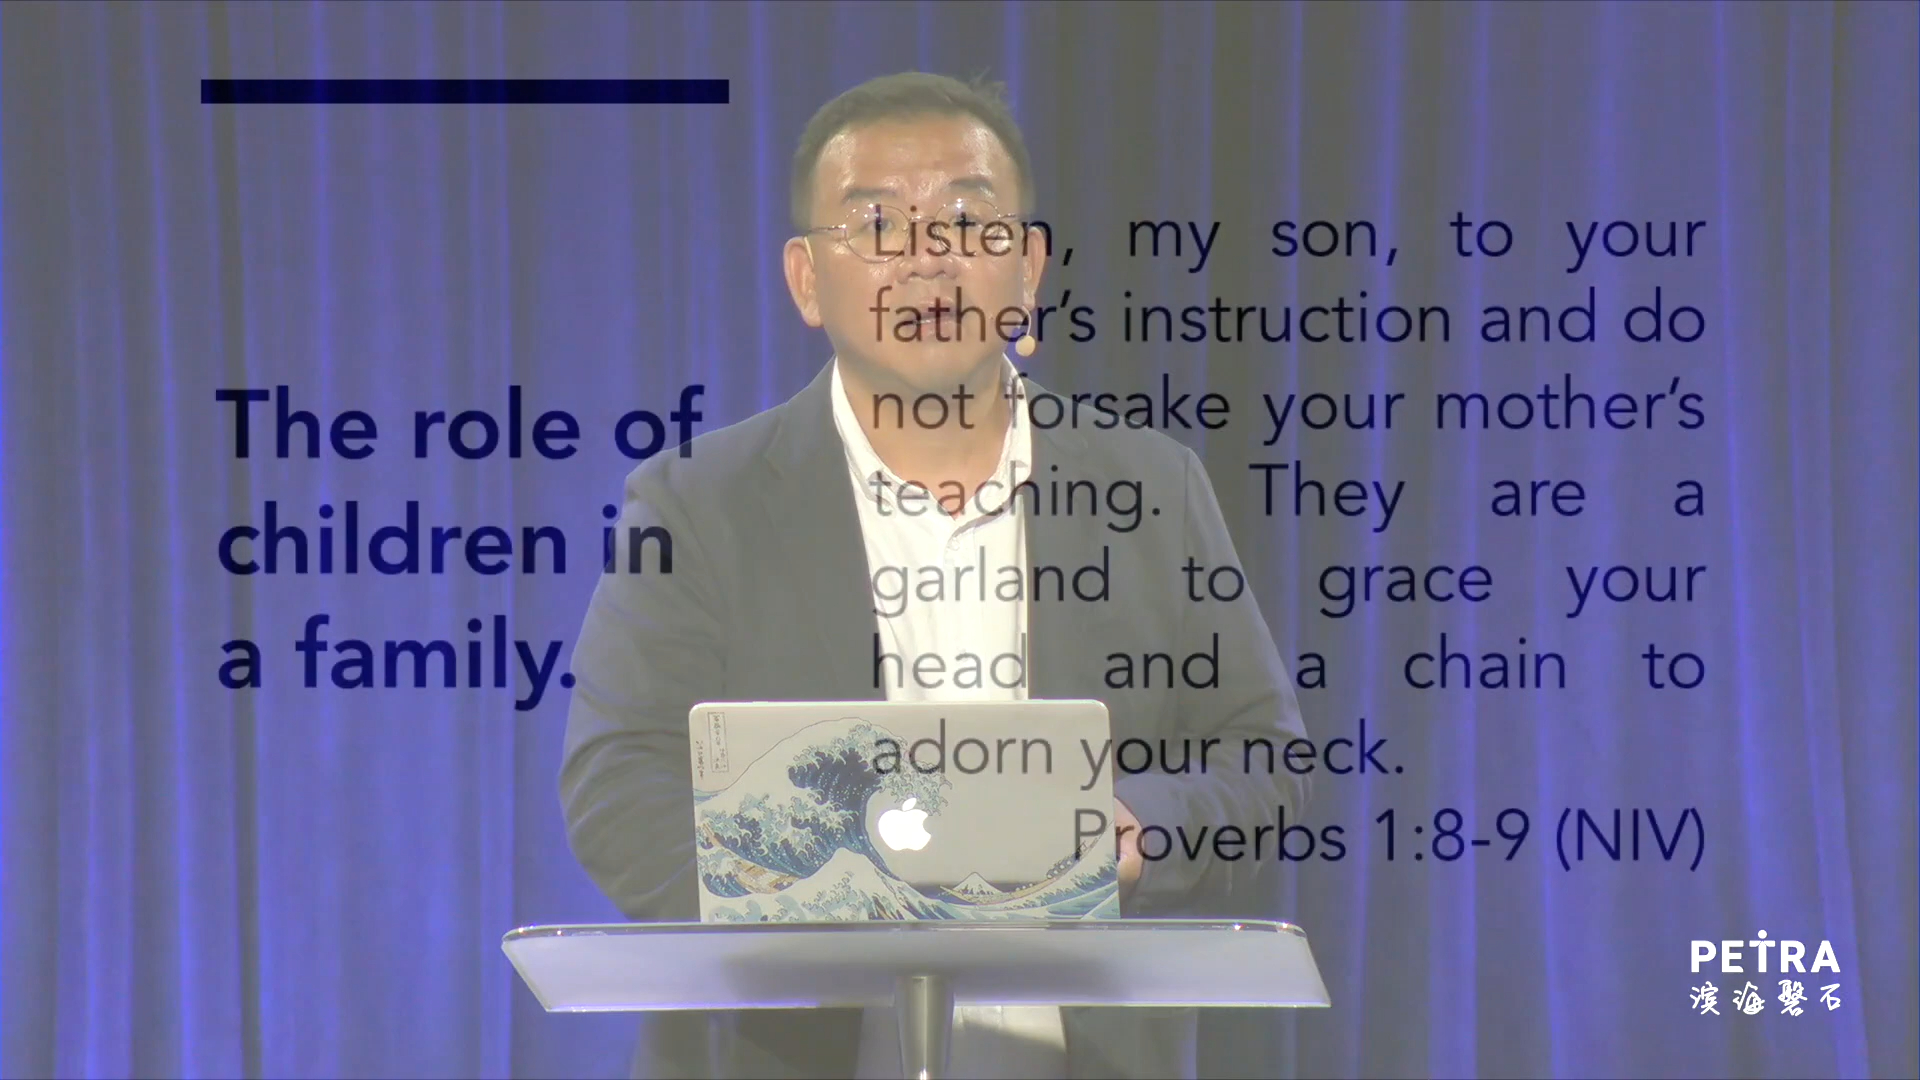 The role of
children in
a family.
Listen, my son, to your
father’s instruction and do
not forsake your mother’s
teaching. They are a
garland to grace your
head and a chain to
adorn your neck.
Proverbs 1:8-9 (NIV)
PETRA
滨海磐石